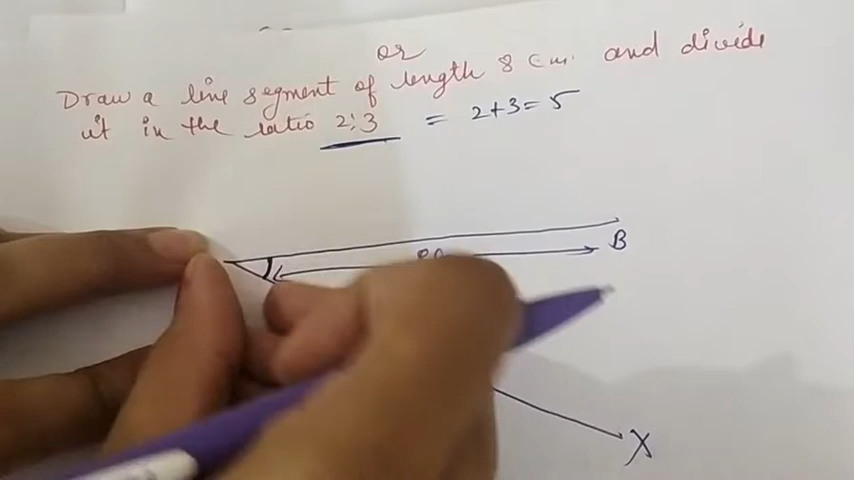 or
Draw a line segment of length 8 cm. and divide
it in the ratio 2:3 = 2+3=5
B
X